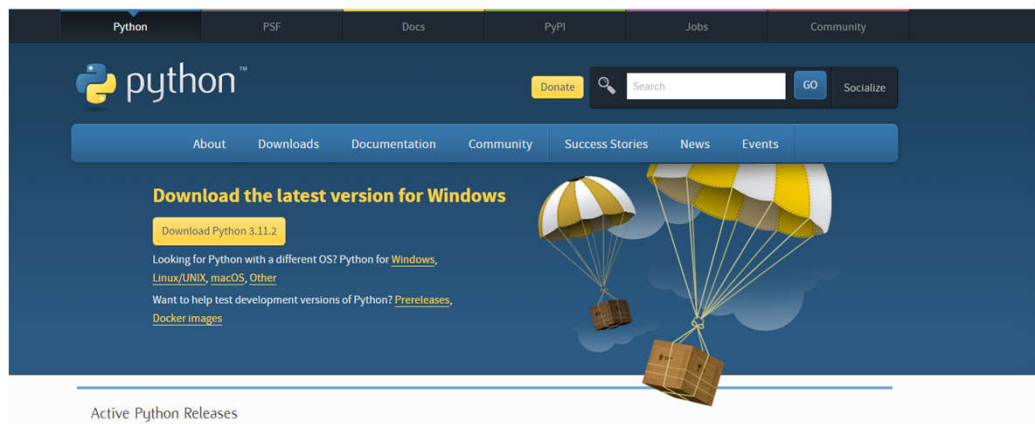 Python PSF Docs PyPI Jobs Community
python™
Donate Search GO Socialize
About Downloads Documentation Community Success Stories News Events
Download the latest version for Windows
Download Python 3.11.2
Looking for Python with a different OS? Python for Windows,
Linux/UNIX, macOS, Other
Want to help test development versions of Python? Prereleases,
Docker images
Active Python Releases